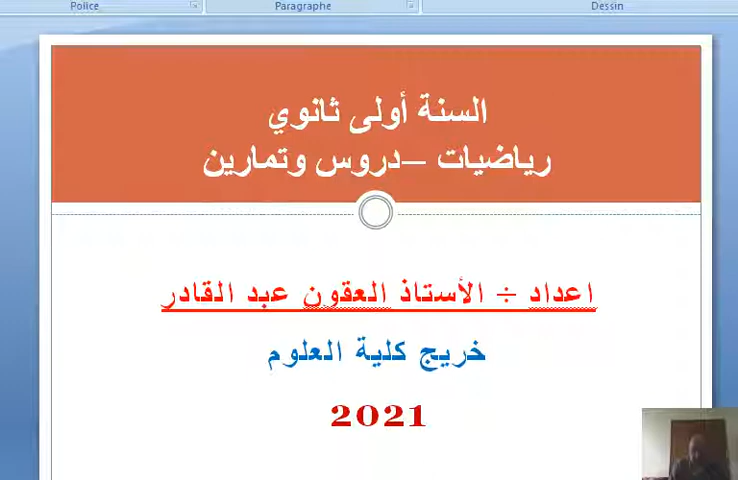 Police
Paragraphe
Dessin
السنة أولى ثانوي
رياضيات –دروس وتمارين
اعداد ÷ الأستاذ العقون عبد القادر
خريج كلية العلوم
2021